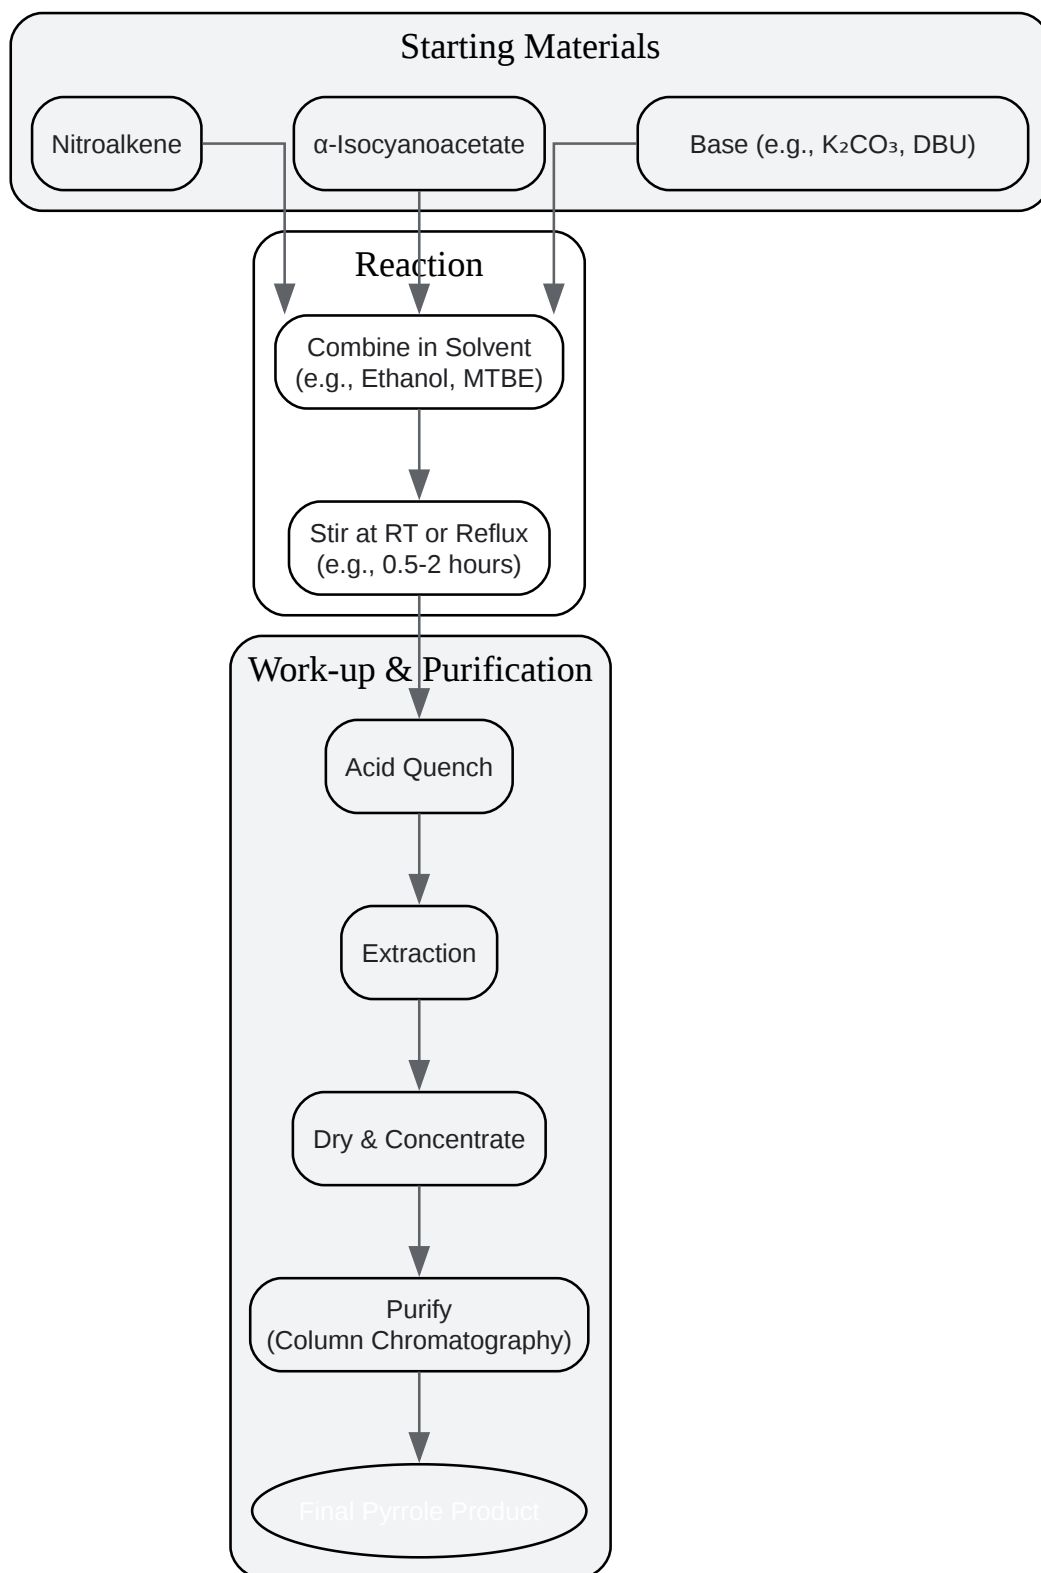 Starting Materials
Nitroalkene
α-Isocyanoacetate
Base (e.g., K₂CO₃, DBU)
Reaction
Combine in Solvent
(e.g., Ethanol, MTBE)
Stir at RT or Reflux
(e.g., 0.5-2 hours)
Work-up & Purification
Acid Quench
Extraction
Dry & Concentrate
Purify
(Column Chromatography)
Final Pyrrole Product